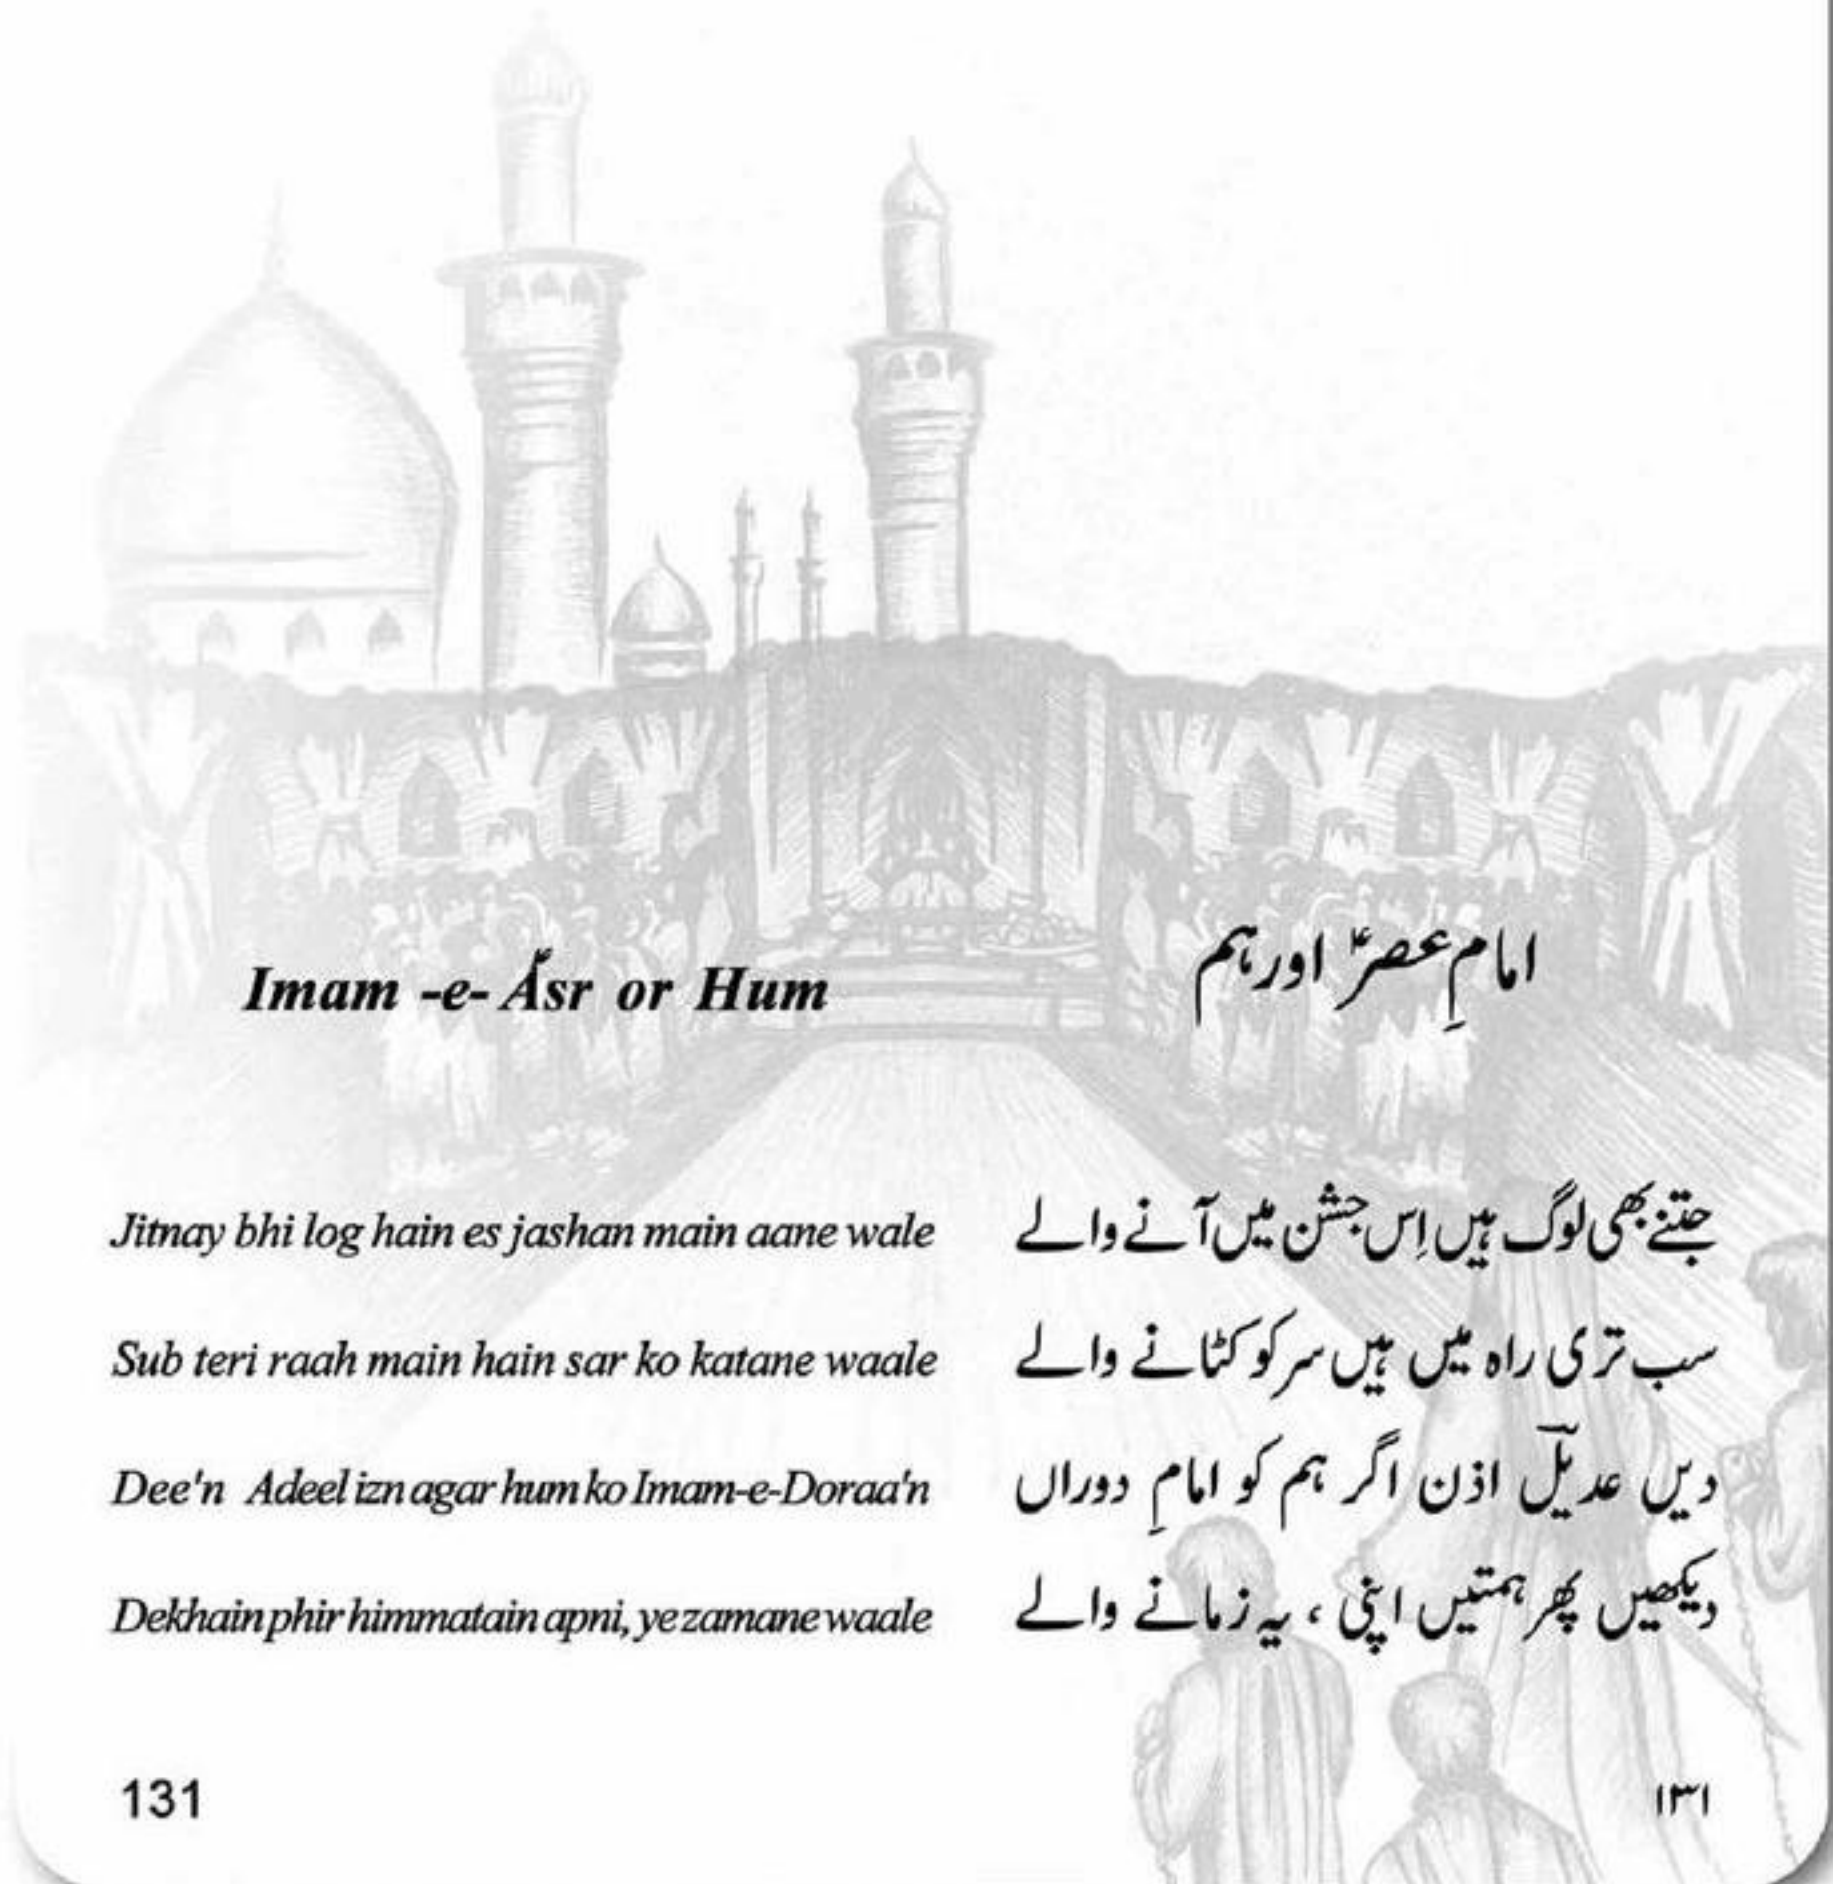 Imam -e- Ásr or Hum
امامِ عصرؑ اور ہم
Jitnay bhi log hain es jashan main aane wale
جتنے بھی لوگ ہیں اِس جشن میں آنے والے
Sub teri raah main hain sar ko katane waale
سب تری راہ میں ہیں سر کو کٹانے والے
Dee'n Adeel izn agar hum ko Imam-e-Doraa'n
دیں عدیلؔ اذن اگر ہم کو امامِ دوراں
Dekhain phir himmatain apni, ye zamane waale
دیکھیں پھر ہمتیں اپنی ، یہ زمانے والے
131
۱۳۱